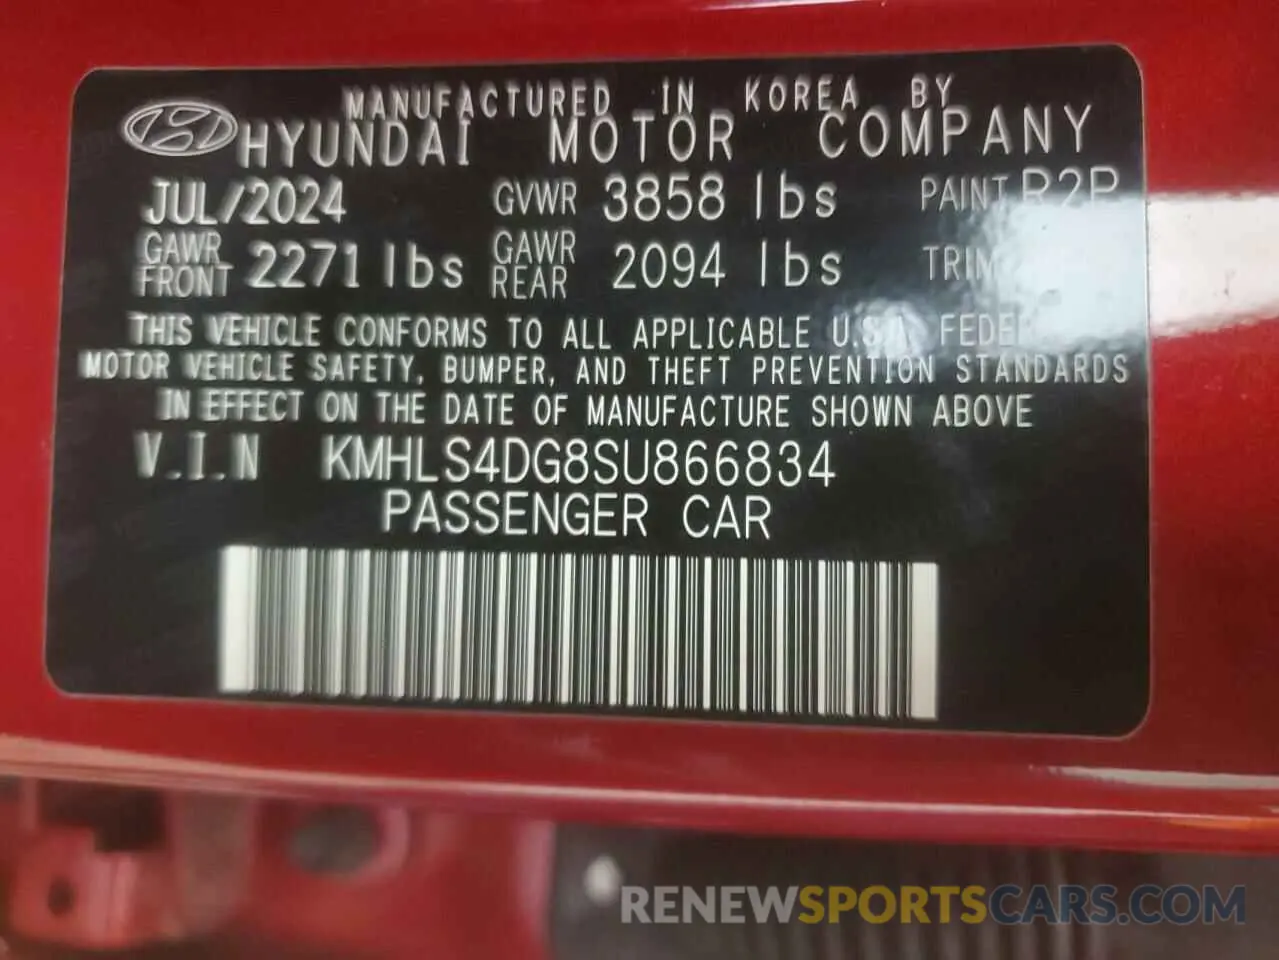 MANUFACTURED IN KOREA BY
HYUNDAI MOTOR COMPANY
JUL/2024 GVWR 3858 lbs PAINT R2P
GAWR FRONT 2271 lbs GAWR REAR 2094 lbs TRIM
THIS VEHICLE CONFORMS TO ALL APPLICABLE U.S.A.
MOTOR VEHICLE SAFETY, BUMPER, AND THEFT PREVENTION STANDARDS
IN EFFECT ON THE DATE OF MANUFACTURE SHOWN ABOVE
V.I.N KMHLS4DG8SU866834
PASSENGER CAR
RENEWSPORTSCARS.COM